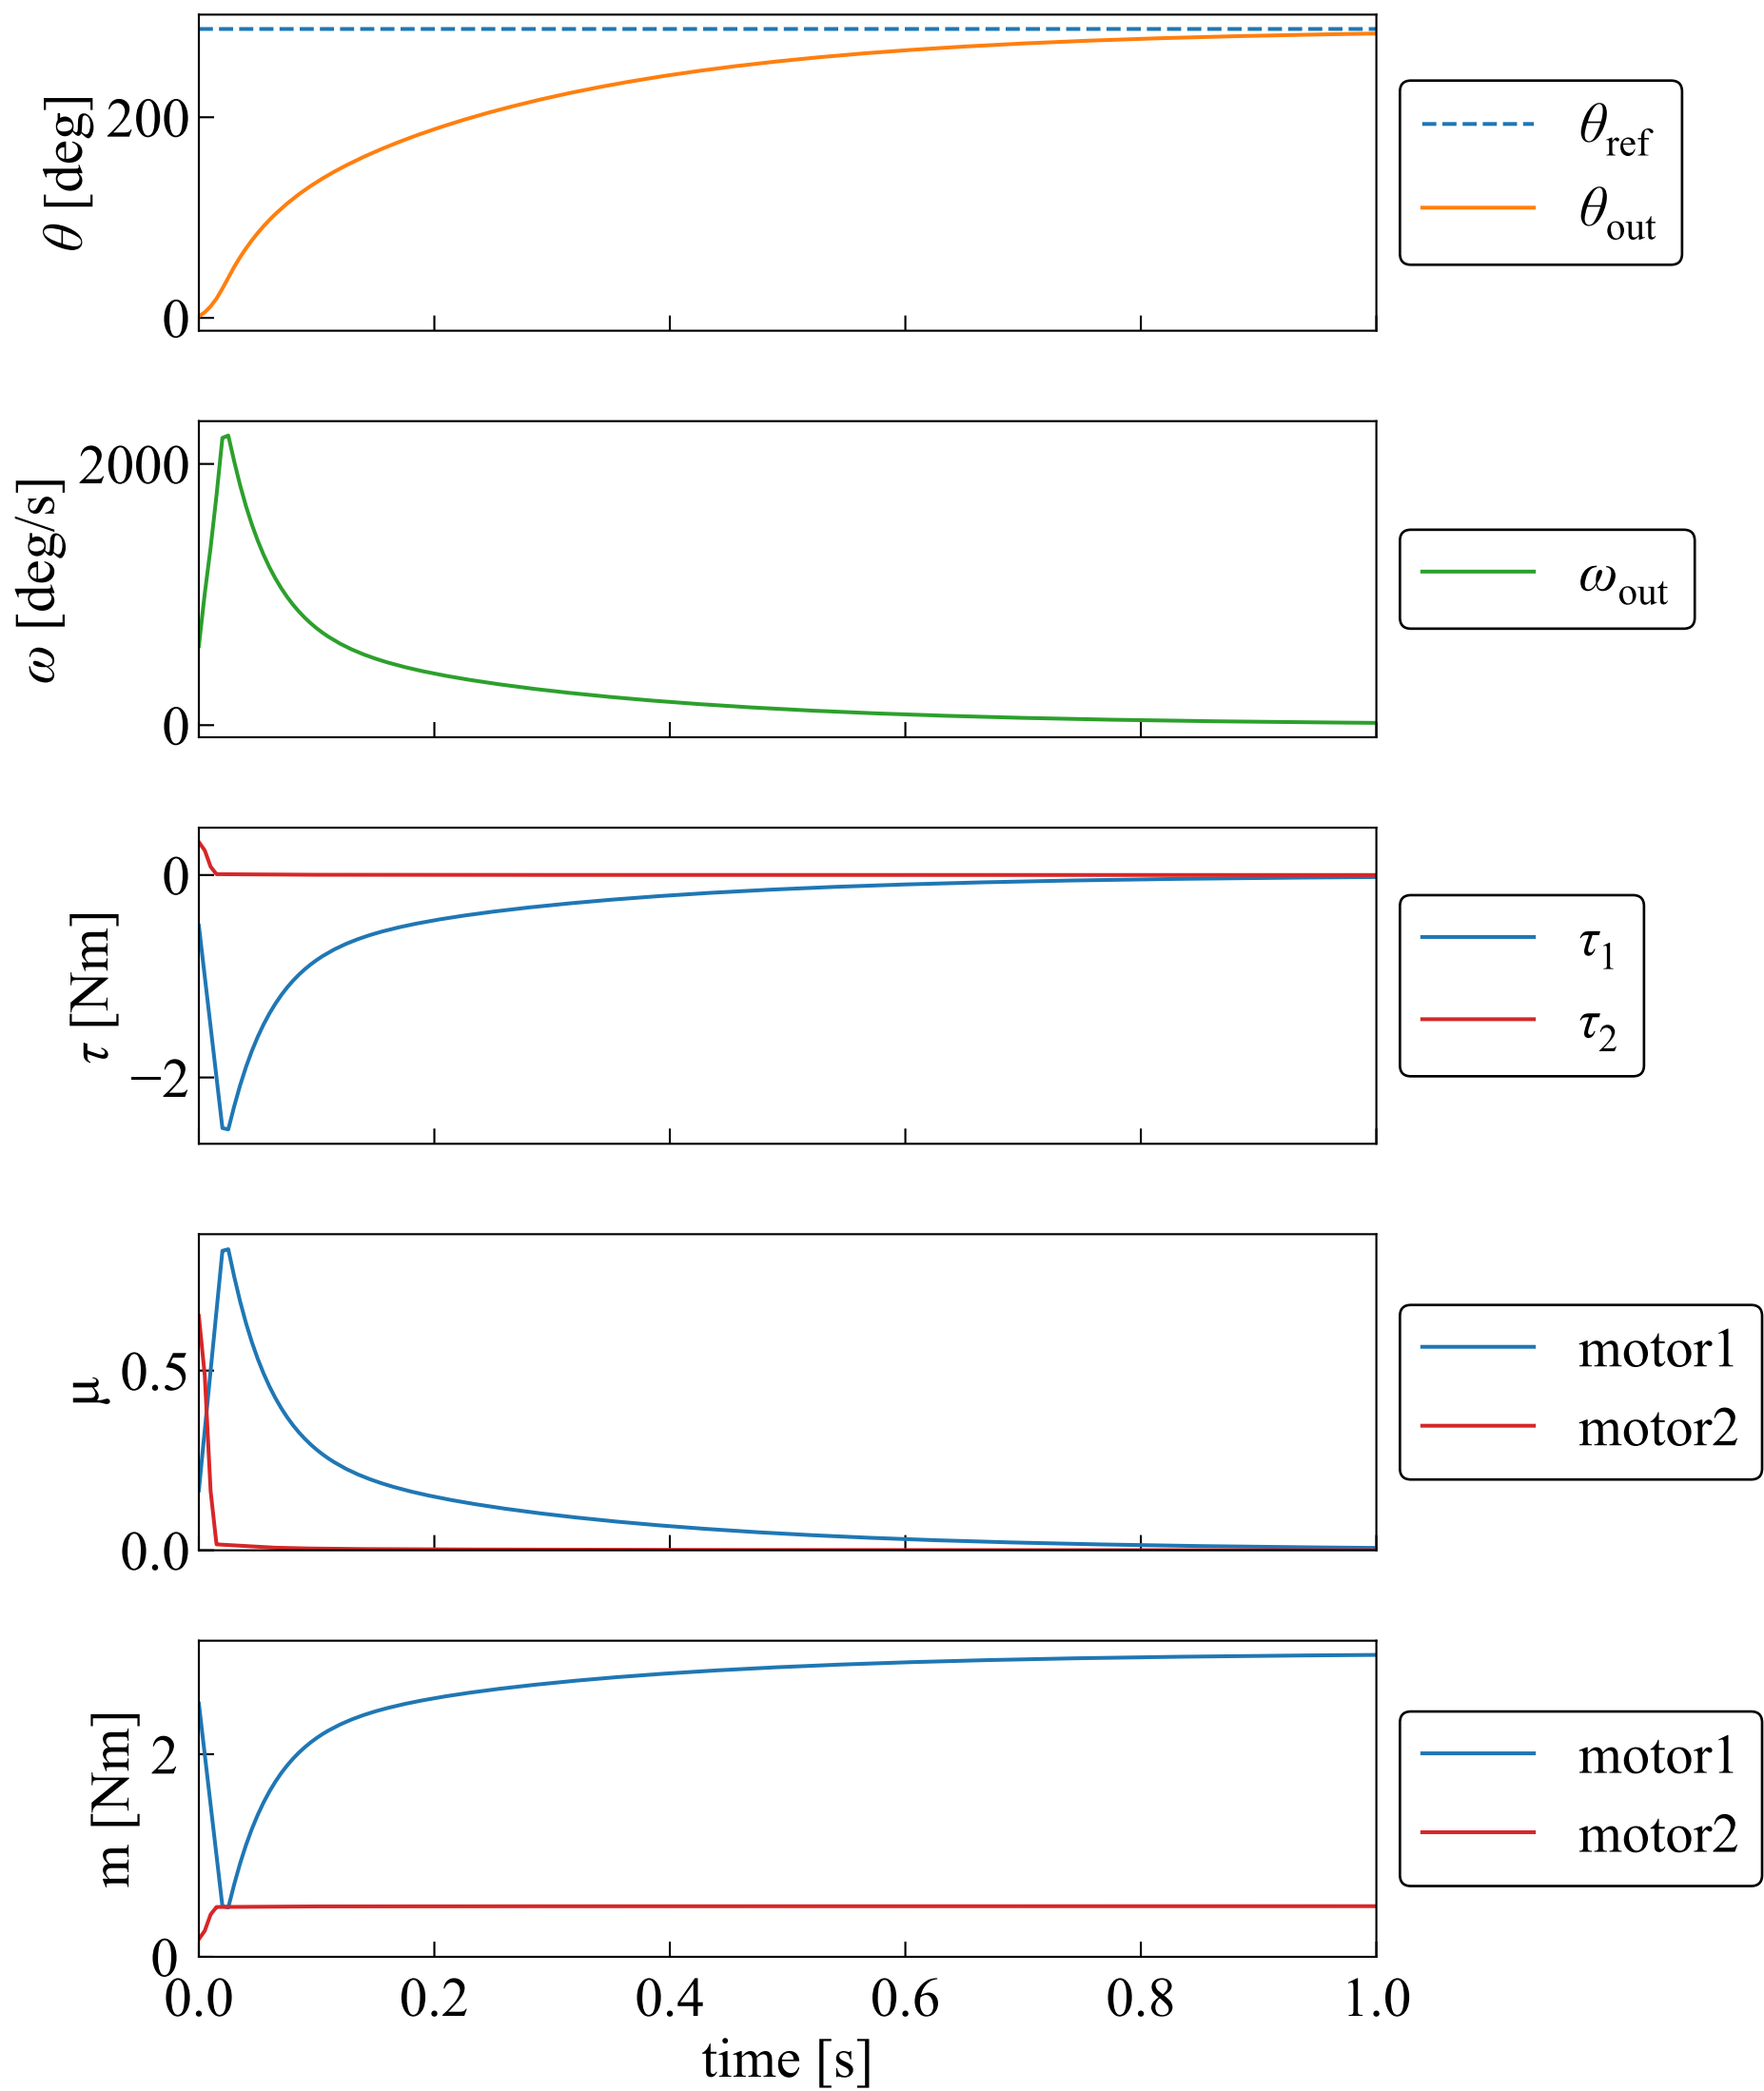 θ [deg]
200
0
θref
θout
ω [deg/s]
2000
0
ωout
τ [Nm]
0
−2
τ1
τ2
μ
0.5
0.0
motor1
motor2
m [Nm]
2
0
motor1
motor2
0.0 0.2 0.4 0.6 0.8 1.0
time [s]